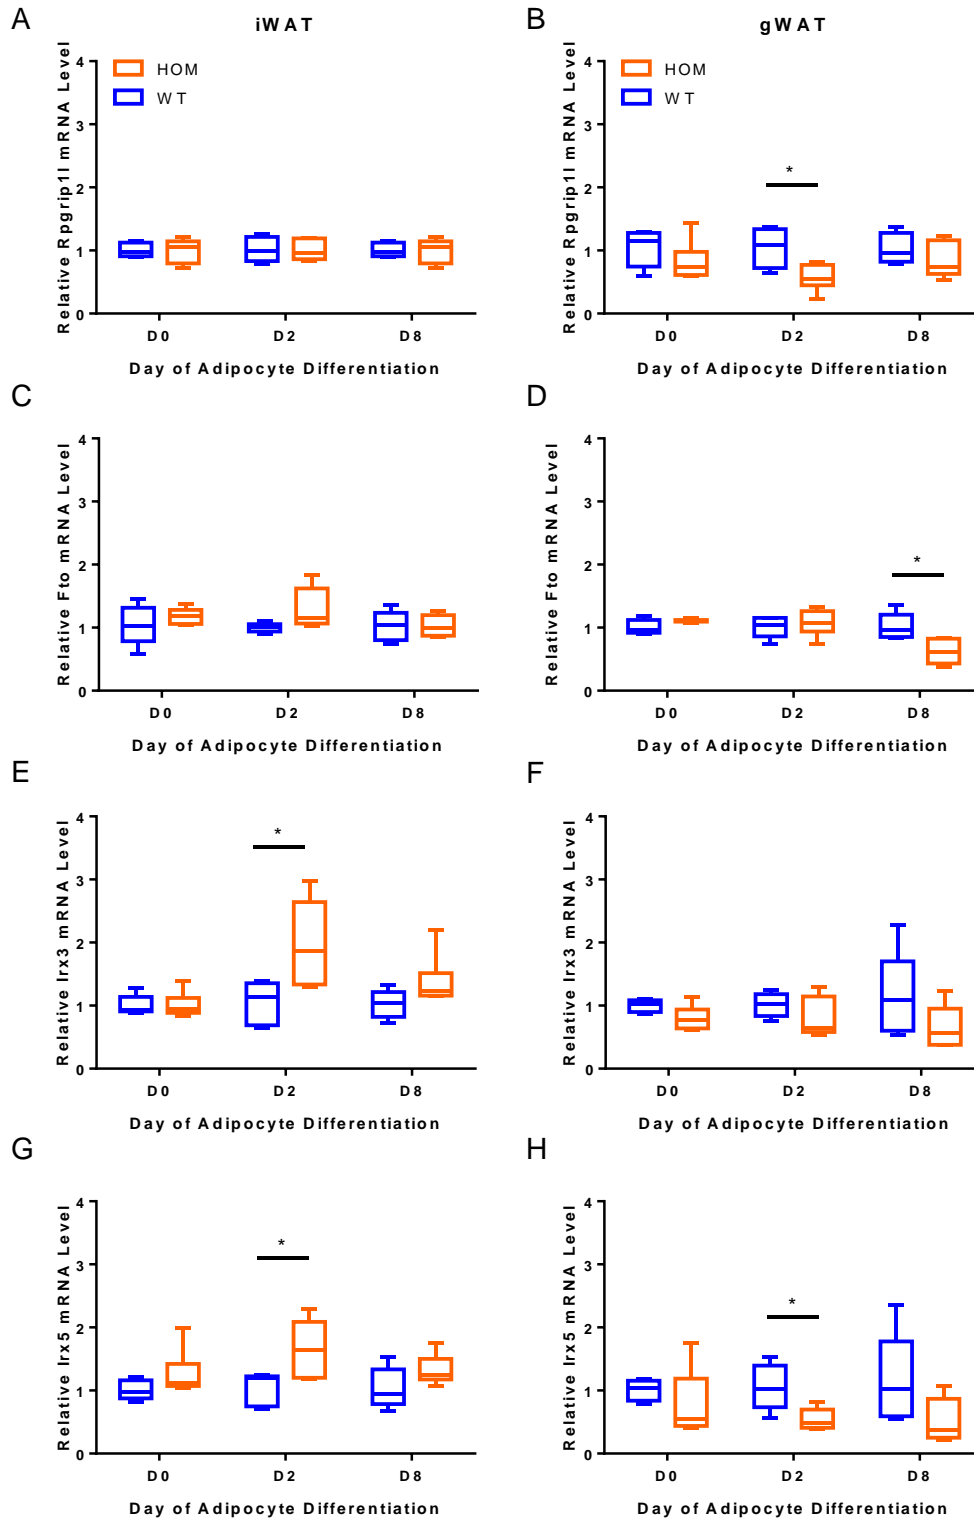 A
iWAT
Relative Rpgrip1l mRNA Level
4
3
2
1
0
HOM
WT
D0
D2
D8
Day of Adipocyte Differentiation
B
gWAT
Relative Rpgrip1l mRNA Level
4
3
2
1
0
HOM
WT
*
D0
D2
D8
Day of Adipocyte Differentiation
C
Relative Fto mRNA Level
4
3
2
1
0
D0
D2
D8
Day of Adipocyte Differentiation
D
Relative Fto mRNA Level
4
3
2
1
0
*
D0
D2
D8
Day of Adipocyte Differentiation
E
Relative Irx3 mRNA Level
4
3
2
1
0
*
D0
D2
D8
Day of Adipocyte Differentiation
F
Relative Irx3 mRNA Level
4
3
2
1
0
D0
D2
D8
Day of Adipocyte Differentiation
G
Relative Irx5 mRNA Level
4
3
2
1
0
*
D0
D2
D8
Day of Adipocyte Differentiation
H
Relative Irx5 mRNA Level
4
3
2
1
0
*
D0
D2
D8
Day of Adipocyte Differentiation